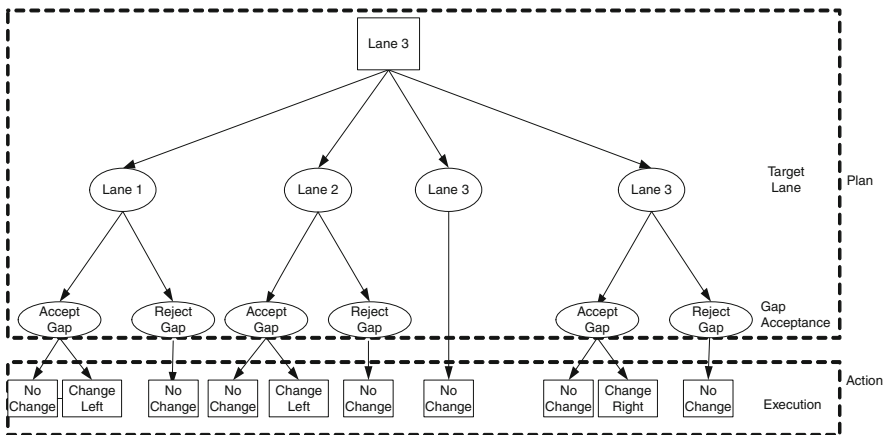 Lane 3
Lane 1
Lane 2
Lane 3
Lane 3
Target
Lane
Plan
Accept
Gap
Reject
Gap
Accept
Gap
Reject
Gap
Accept
Gap
Reject
Gap
Gap
Acceptance
No
Change
Change
Left
No
Change
No
Change
Change
Left
No
Change
No
Change
No
Change
Change
Right
No
Change
Execution
Action